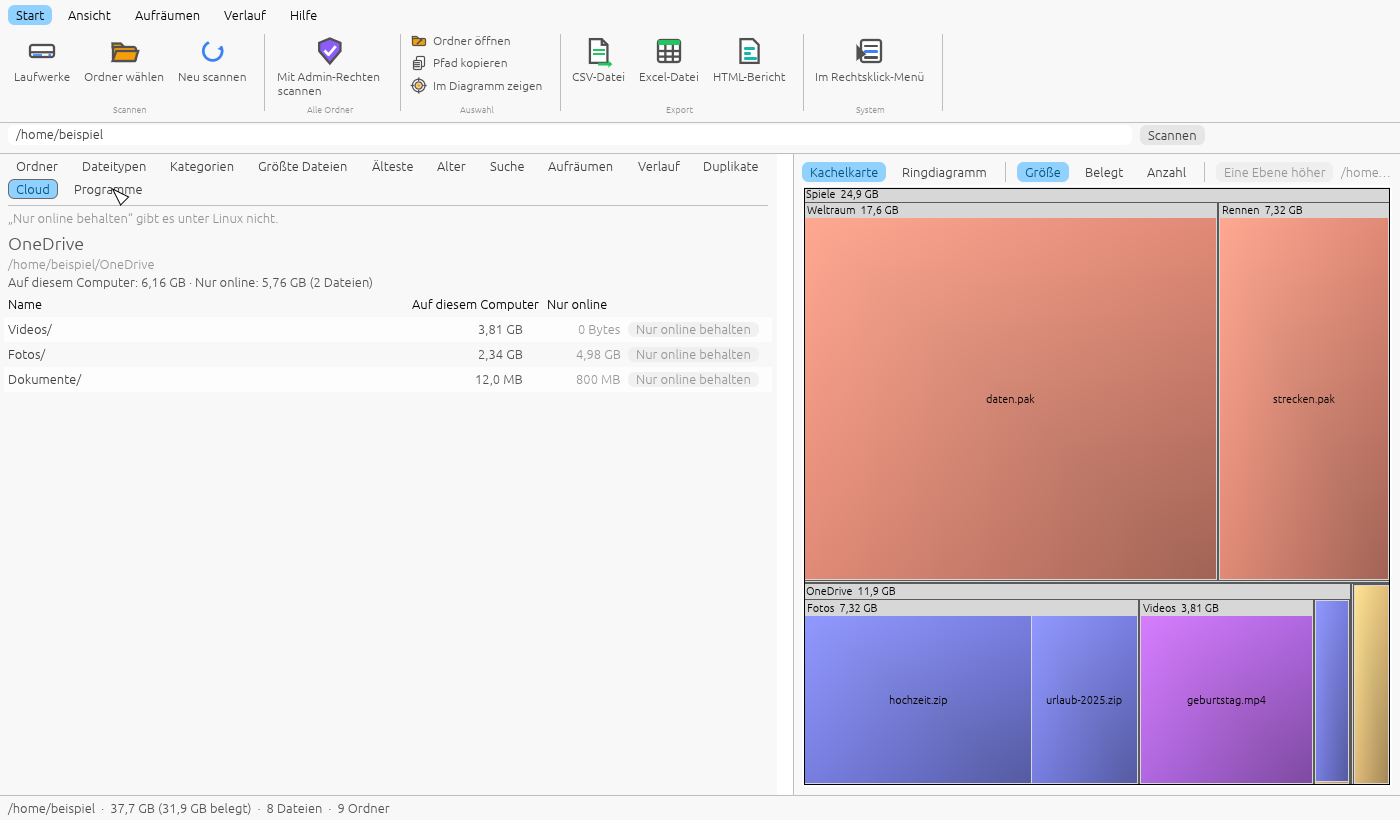 Start Ansicht Aufräumen Verlauf Hilfe
Laufwerke Ordner wählen Neu scannen
Scannen
Mit Admin-Rechten
scannen
Alle Ordner
Ordner öffnen
Pfad kopieren
Im Diagramm zeigen
Auswahl
CSV-Datei Excel-Datei HTML-Bericht
Export
Im Rechtsklick-Menü
System
/home/beispiel Scannen
Ordner Dateitypen Kategorien Größte Dateien Älteste Alter Suche Aufräumen Verlauf Duplikate
Cloud Programme
„Nur online behalten“ gibt es unter Linux nicht.
OneDrive
/home/beispiel/OneDrive
Auf diesem Computer: 6,16 GB · Nur online: 5,76 GB (2 Dateien)
Name Auf diesem Computer Nur online
Videos/ 3,81 GB 0 Bytes Nur online behalten
Fotos/ 2,34 GB 4,98 GB Nur online behalten
Dokumente/ 12,0 MB 800 MB Nur online behalten
Kachelkarte Ringdiagramm Größe Belegt Anzahl Eine Ebene höher /home...
Spiele 24,9 GB
Weltraum 17,6 GB
Rennen 7,32 GB
daten.pak
strecken.pak
OneDrive 11,9 GB
Fotos 7,32 GB
Videos 3,81 GB
hochzeit.zip
urlaub-2025.zip
geburtstag.mp4
/home/beispiel · 37,7 GB (31,9 GB belegt) · 8 Dateien · 9 Ordner